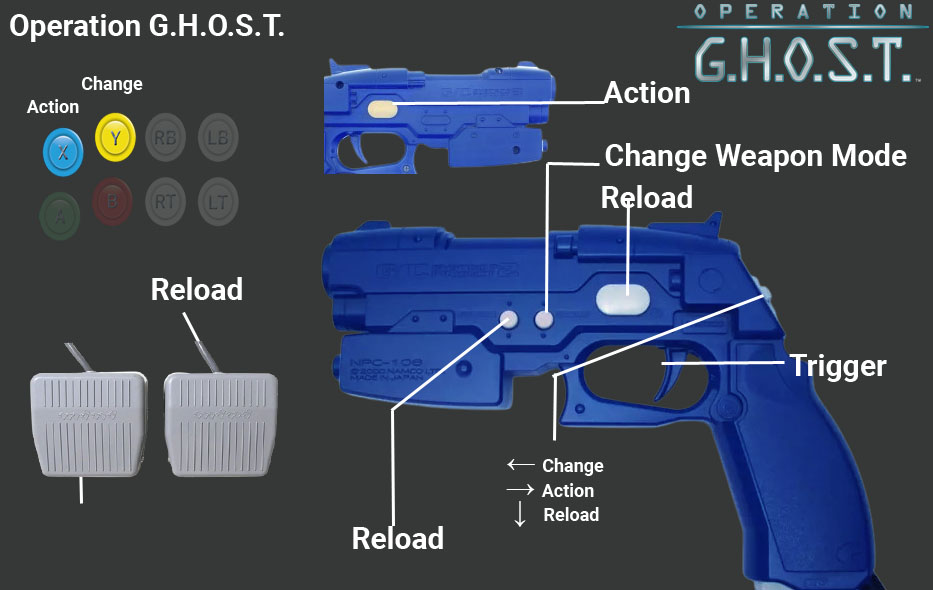 Operation G.H.O.S.T.
OPERATION
G.H.O.S.T.
™
Change
Action
X
Y
RB
LB
A
B
RT
LT
Action
Change Weapon Mode
Reload
Reload
NPC-106
MADE IN JAPAN
Trigger
← Change
→ Action
↓ Reload
Reload